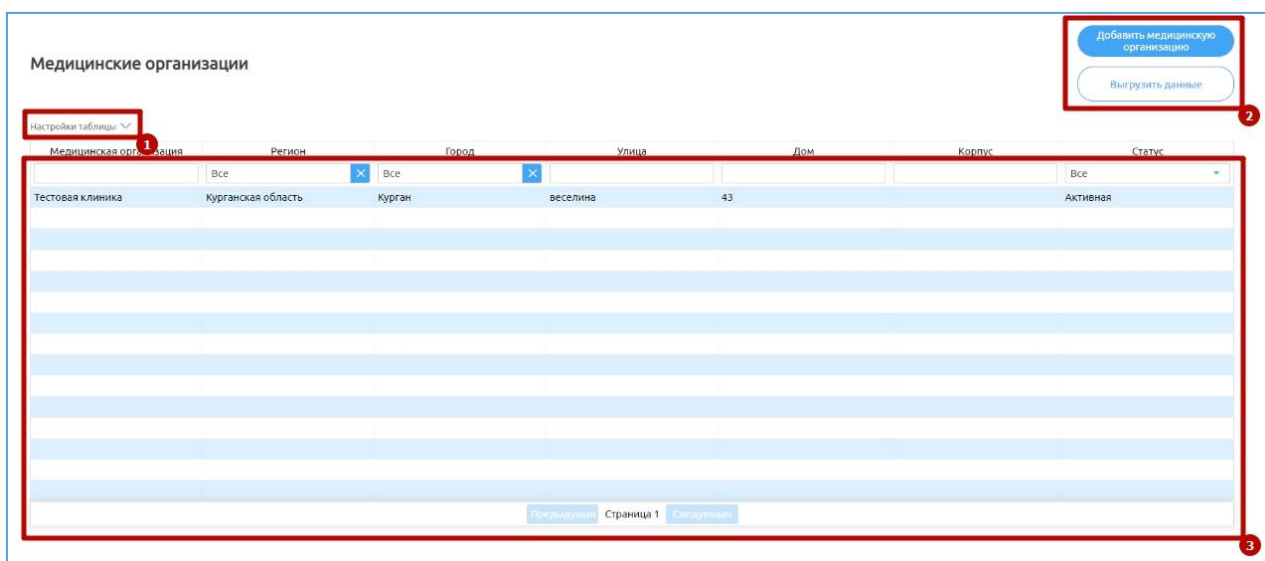 Добавить медицинскую
организацию
Медицинские организации
Выгрузить данные
2
Настройки таблицы
1
Медицинская организация Регион Город Улица Дом Корпус Статус
Все Все Все
Тестовая клиника Курганская область Курган веселина 43 Активная
Предыдущая Страница 1 Следующая
3